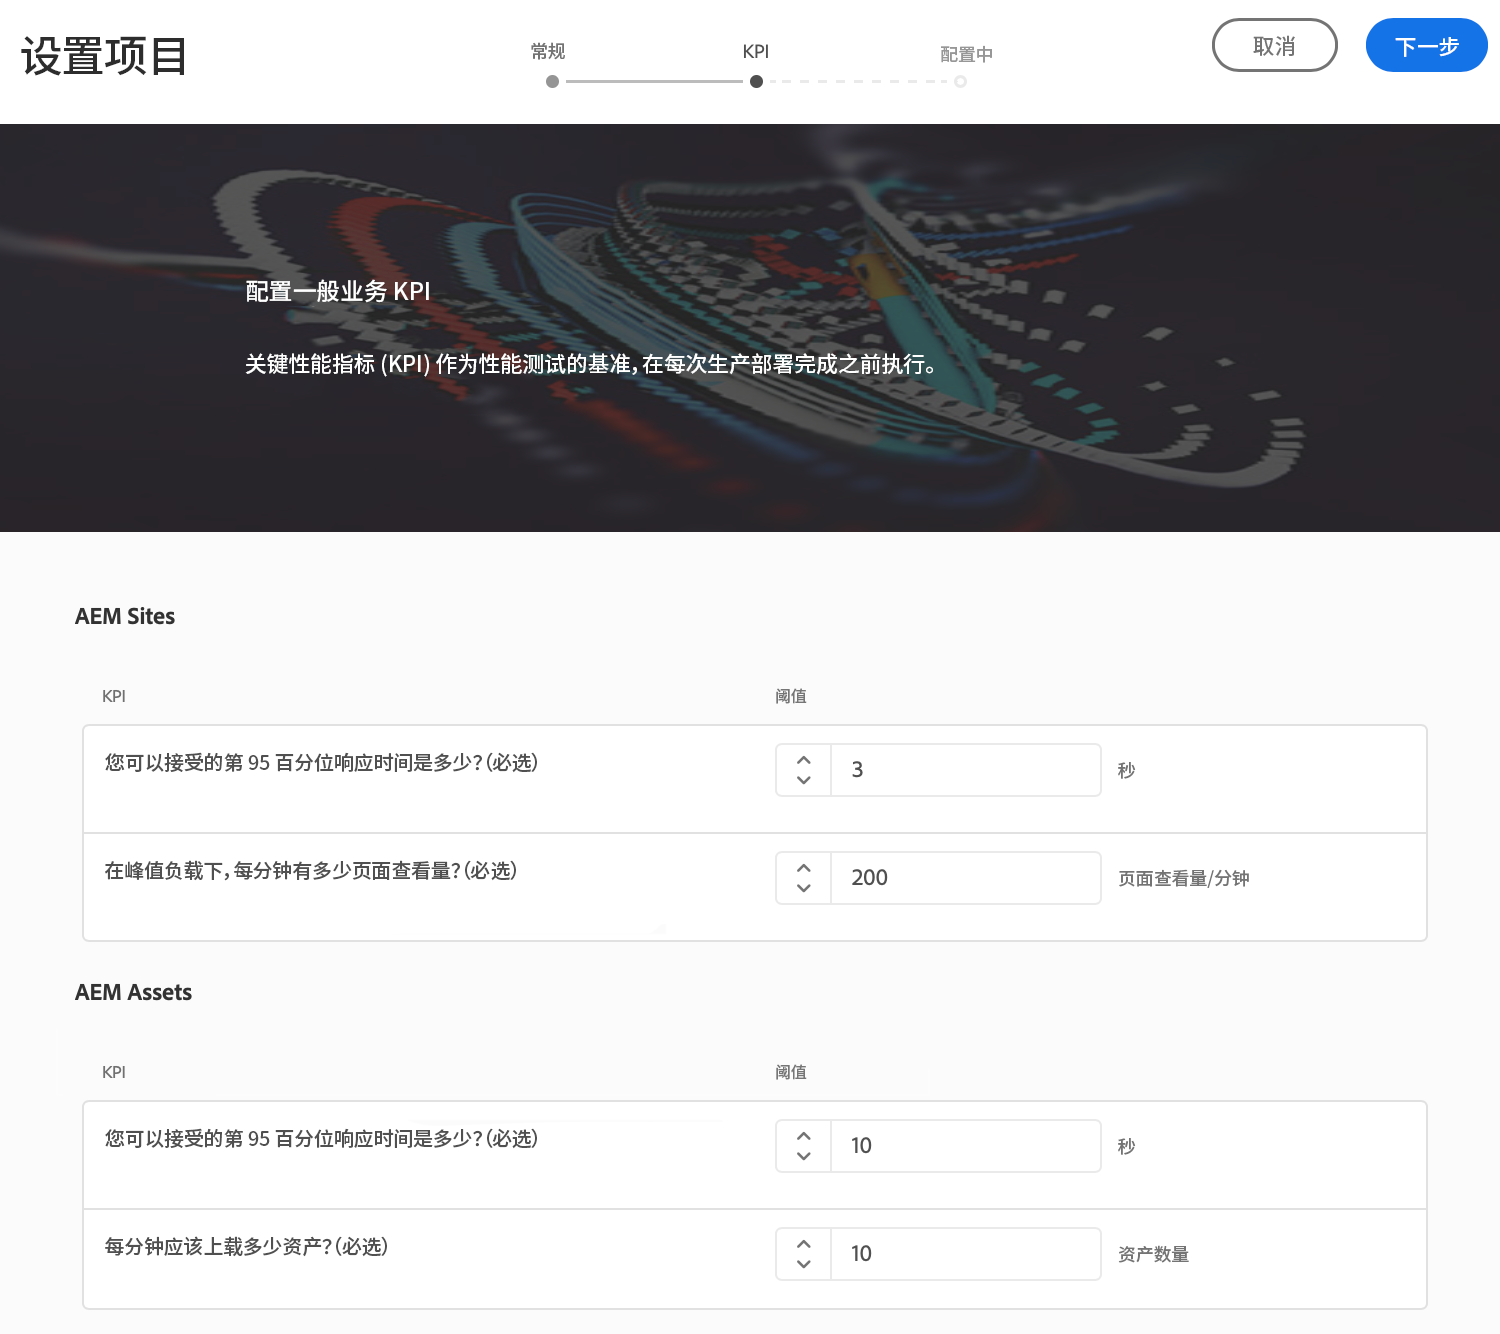 设置项目
常规
KPI
配置中
取消
下一步
配置一般业务 KPI
关键性能指标 (KPI) 作为性能测试的基准，在每次生产部署完成之前执行。
AEM Sites
KPI
阈值
您可以接受的第 95 百分位响应时间是多少？（必选）
3
秒
在峰值负载下，每分钟有多少页面查看量？（必选）
200
页面查看量/分钟
AEM Assets
KPI
阈值
您可以接受的第 95 百分位响应时间是多少？（必选）
10
秒
每分钟应该上载多少资产？（必选）
10
资产数量